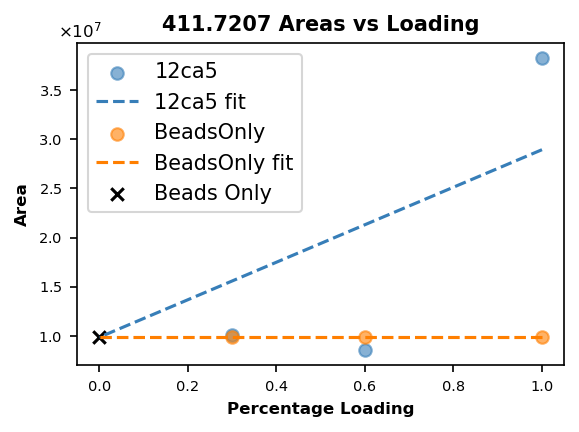 411.7207 Areas vs Loading
×10⁷
12ca5
12ca5 fit
BeadsOnly
BeadsOnly fit
Beads Only
3.5
3.0
2.5
2.0
1.5
1.0
Area
0.0 0.2 0.4 0.6 0.8 1.0
Percentage Loading